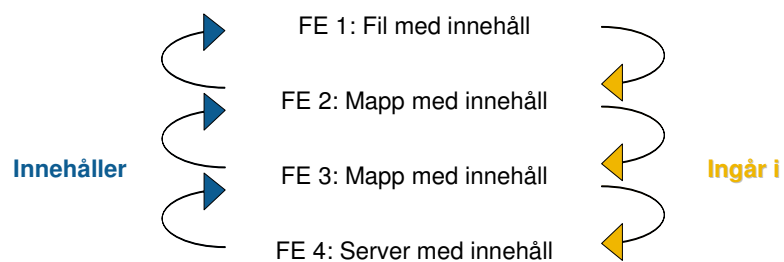 FE 1: Fil med innehåll
FE 2: Mapp med innehåll
Innehåller
FE 3: Mapp med innehåll
Ingår i
FE 4: Server med innehåll